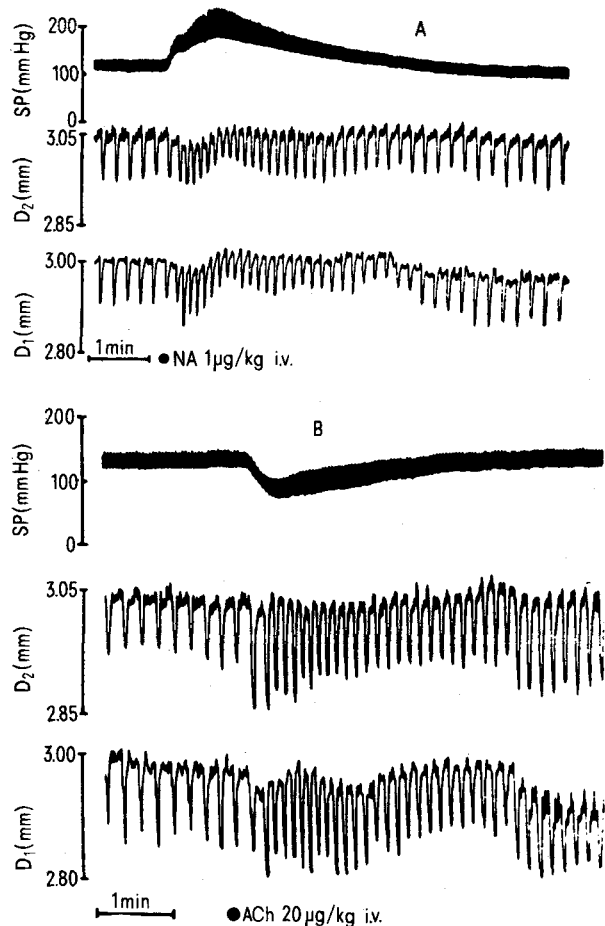 A
SP (mm Hg)
200
100
0
D₂ (mm)
3.05
2.85
D₁ (mm)
3.00
2.80
1min
●NA 1µg/kg i.v.
B
SP (mm Hg)
200
100
0
D₂ (mm)
3.05
2.85
D₁ (mm)
3.00
2.80
1min
●ACh 20µg/kg i.v.